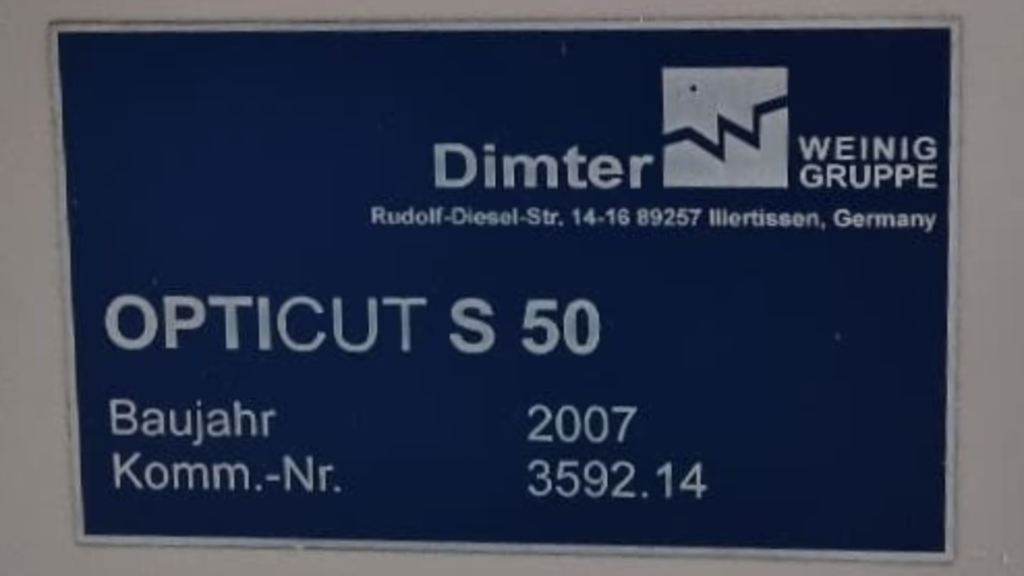 Dimter WEINIG
GRUPPE
Rudolf-Diesel-Str. 14-16 89257 Illertissen, Germany
OPTICUT S 50
Baujahr 2007
Komm.-Nr. 3592.14